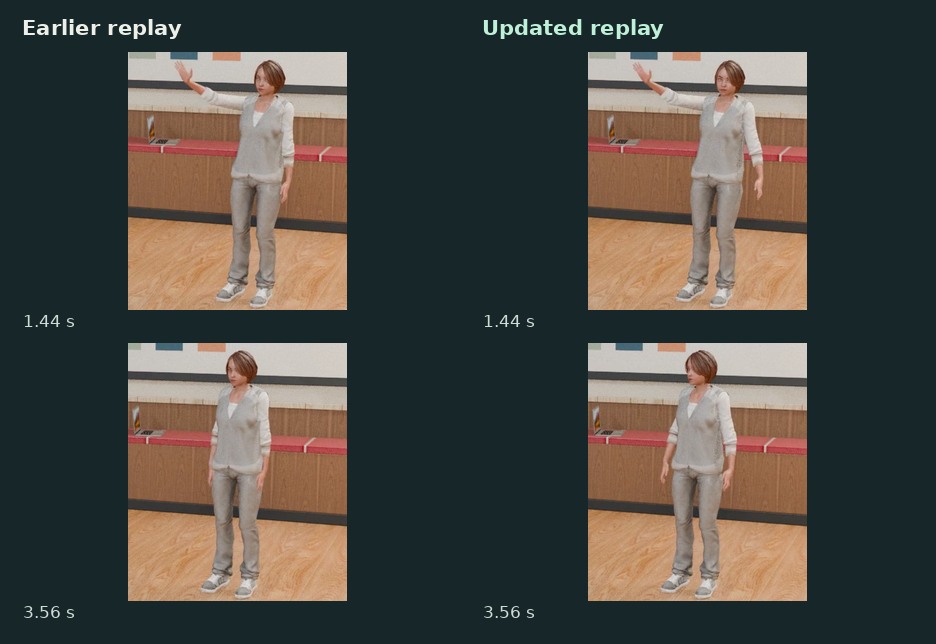 Earlier replay
Updated replay
1.44 s
1.44 s
3.56 s
3.56 s